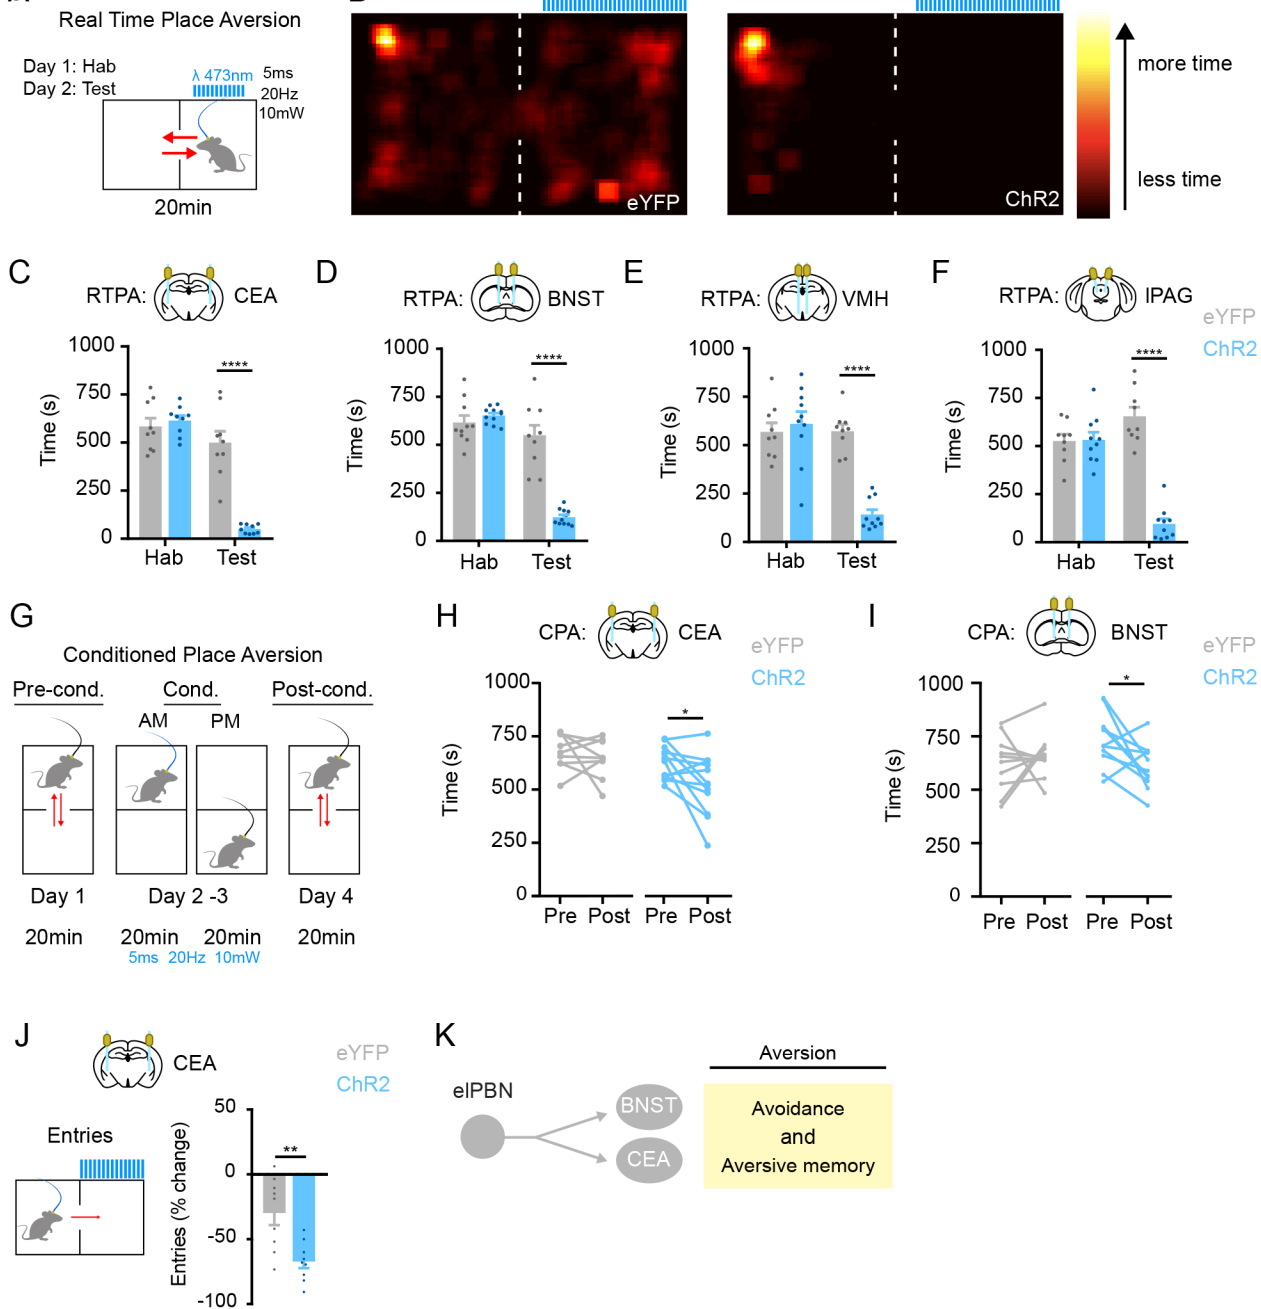 Real Time Place Aversion
Day 1: Hab
Day 2: Test
λ 473nm
5ms
20Hz
10mW
20min
eYFP
ChR2
more time
less time
C
RTPA:
CEA
1000
750
500
250
0
Time (s)
****
Hab
Test
D
RTPA:
BNST
1000
750
500
250
0
Time (s)
****
Hab
Test
E
RTPA:
VMH
1000
750
500
250
0
Time (s)
****
Hab
Test
F
RTPA:
lPAG
eYFP
ChR2
1000
750
500
250
0
Time (s)
****
Hab
Test
G
Conditioned Place Aversion
Pre-cond.
Cond.
Post-cond.
AM
PM
Day 1
Day 2 -3
Day 4
20min
20min
20min
20min
5ms 20Hz 10mW
H
CPA:
CEA
eYFP
ChR2
1000
750
500
250
0
Time (s)
*
Pre Post
Pre Post
I
CPA:
BNST
eYFP
ChR2
1000
750
500
250
0
Time (s)
*
Pre Post
Pre Post
J
CEA
eYFP
ChR2
Entries
50
0
-50
-100
Entries (% change)
**
K
elPBN
BNST
CEA
Aversion
Avoidance
and
Aversive memory